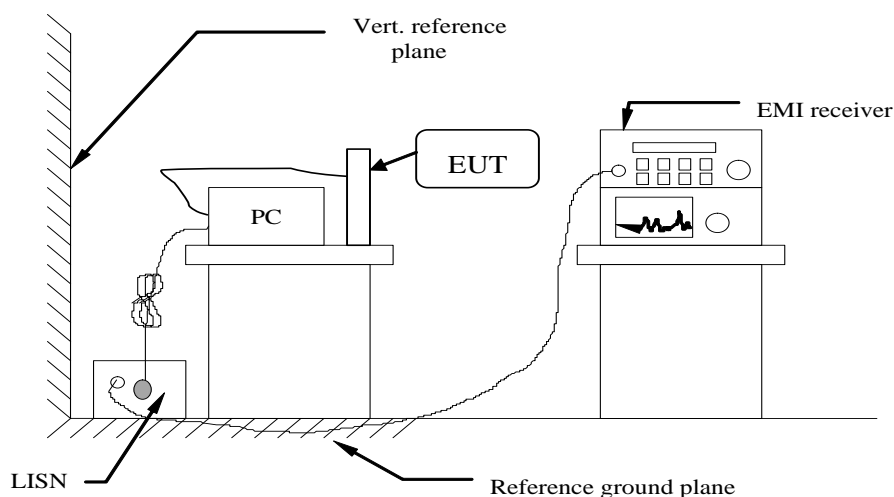 Vert. reference
plane
EMI receiver
EUT
PC
LISN
Reference ground plane